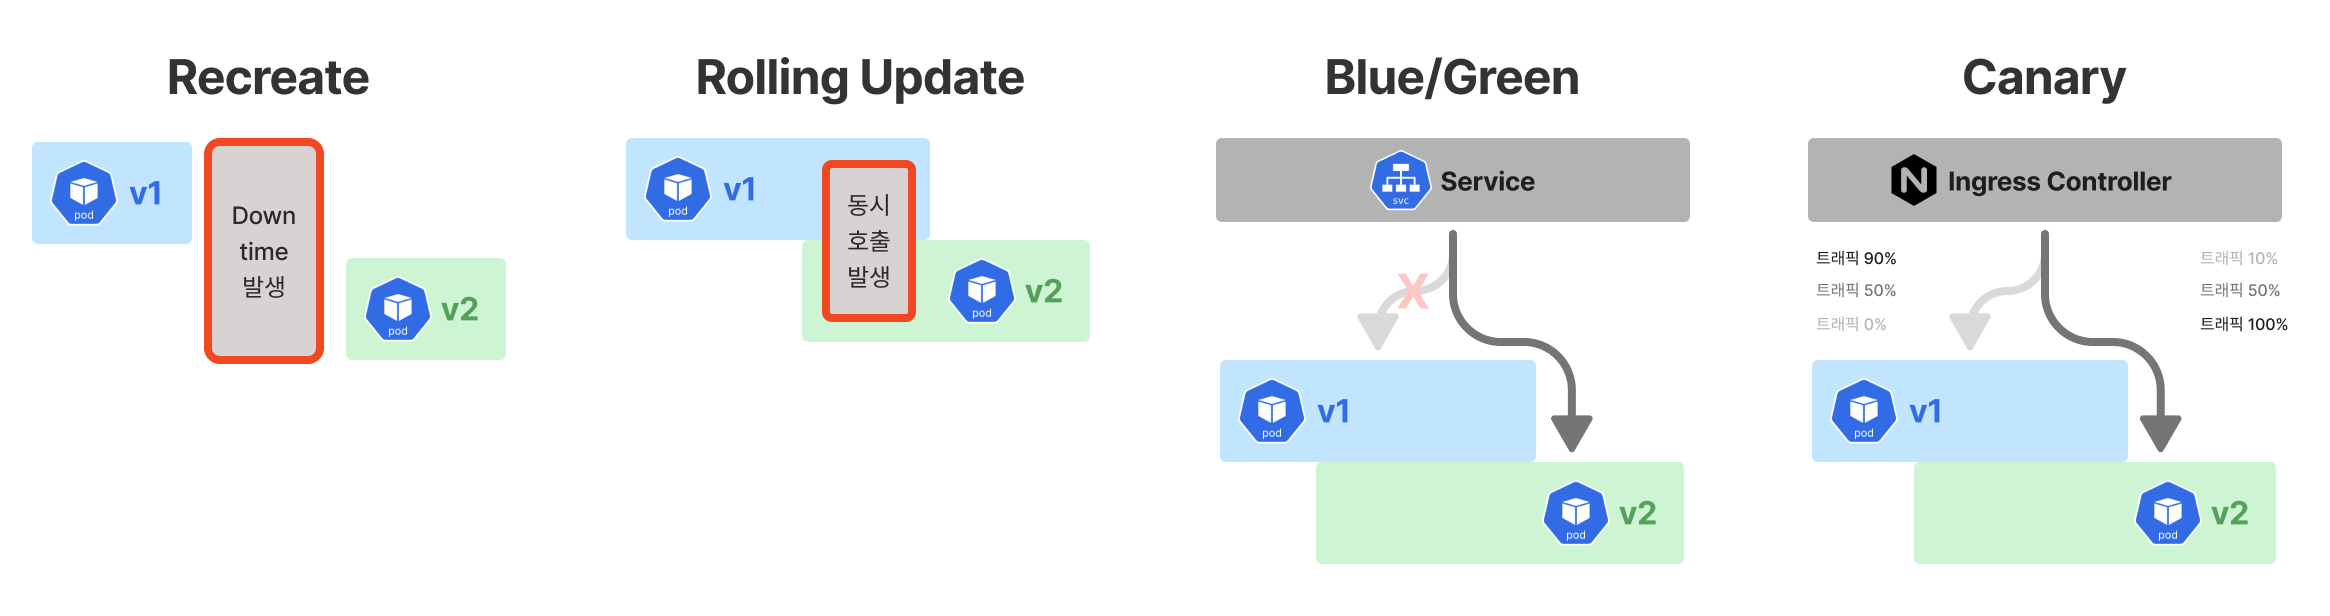 Recreate
pod
v1
Down
time
발생
pod
v2
Rolling Update
pod
v1
동시
호출
발생
pod
v2
Blue/Green
svc
Service
X
pod
v1
pod
v2
Canary
N Ingress Controller
트래픽 90%
트래픽 10%
트래픽 50%
트래픽 50%
트래픽 0%
트래픽 100%
pod
v1
pod
v2